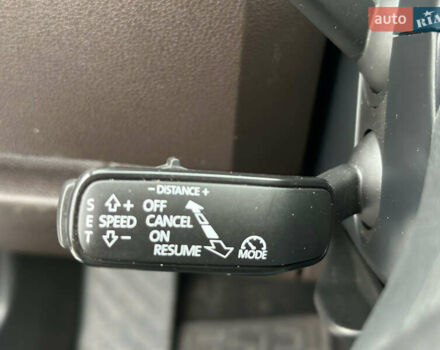 auto RIA
- DISTANCE +
S + OFF
E SPEED CANCEL
T - ON
RESUME
MODE